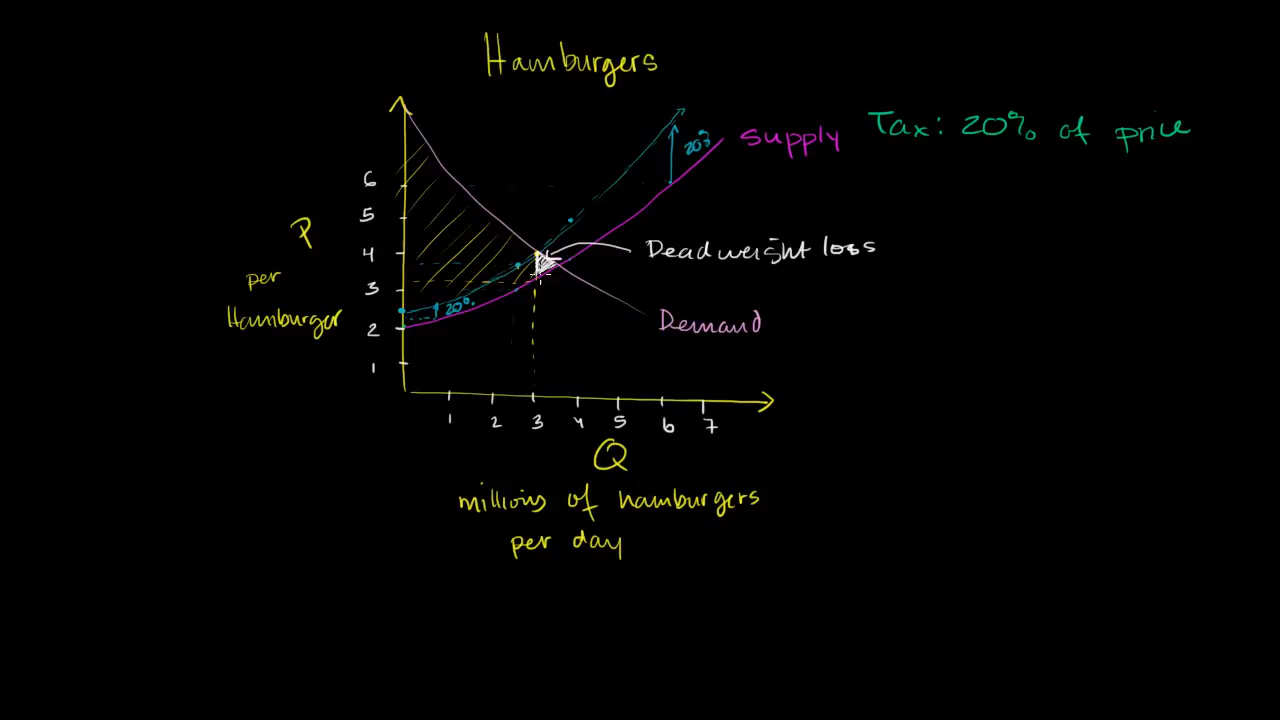 Hamburgers
Tax: 20% of price
supply
20%
6
5
4
3
2
1
P
per
Hamburger
20%
Deadweight loss
Demand
1 2 3 4 5 6 7
Q
millions of hamburgers
per day